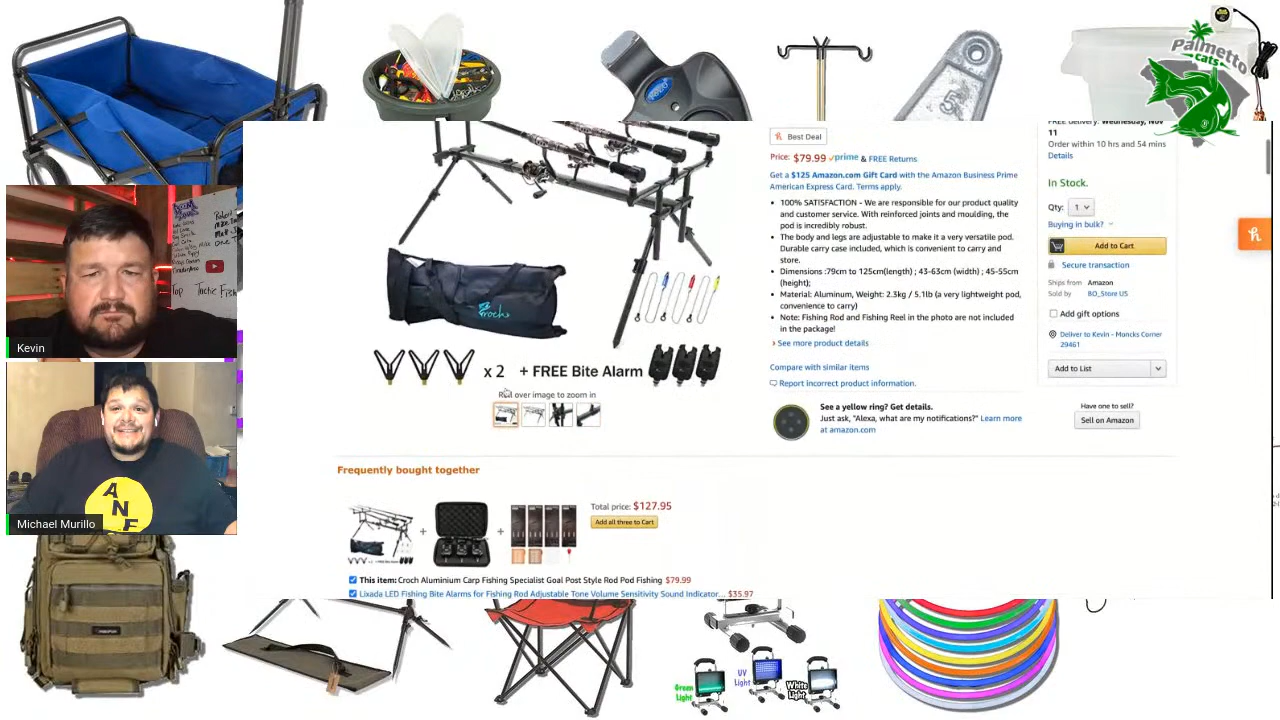 Palmetto
cats
5
FREE delivery: Wednesday, Nov
11
Order within 10 hrs and 54 mins
Details
Best Deal
Price: $79.99 prime & FREE Returns
Get a $125 Amazon.com Gift Card with the Amazon Business Prime
American Express Card. Terms apply.
• 100% SATISFACTION - We are responsible for our product quality
and customer service. With reinforced joints and moulding, the
pod is incredibly robust.
• The body and legs are adjustable to make it a very versatile pod.
Durable carry case included, which is convenient to carry and
store.
• Dimensions :79cm to 125cm(length) ; 43-63cm (width) ; 45-55cm
(height);
• Material: Aluminum, Weight: 2.3kg / 5.1lb (a very lightweight pod,
convenience to carry)
• Note: Fishing Rod and Fishing Reel in the photo are not included
in the package!
› See more product details
Compare with similar items
Report incorrect product information.
See a yellow ring? Get details.
Just ask, "Alexa, what are my notifications?" Learn more
at amazon.com
In Stock.
Qty: 1
Buying in bulk?
Add to Cart
Secure transaction
Ships from Amazon
Sold by BO_Store US
Add gift options
Deliver to Kevin - Moncks Corner
29461
Add to List
Have one to sell?
Sell on Amazon
h
croch
x 2 + FREE Bite Alarm
Roll over image to zoom in
Frequently bought together
Total price: $127.95
Add all three to Cart
This item: Croch Aluminium Carp Fishing Specialist Goal Post Style Rod Pod Fishing $79.99
Lixada LED Fishing Bite Alarms for Fishing Rod Adjustable Tone Volume Sensitivity Sound Indicator... $35.97
Robert
Top Tactic Fish
Kevin
ANE
Michael Murillo
Green
Light
UV
Light
White
Light